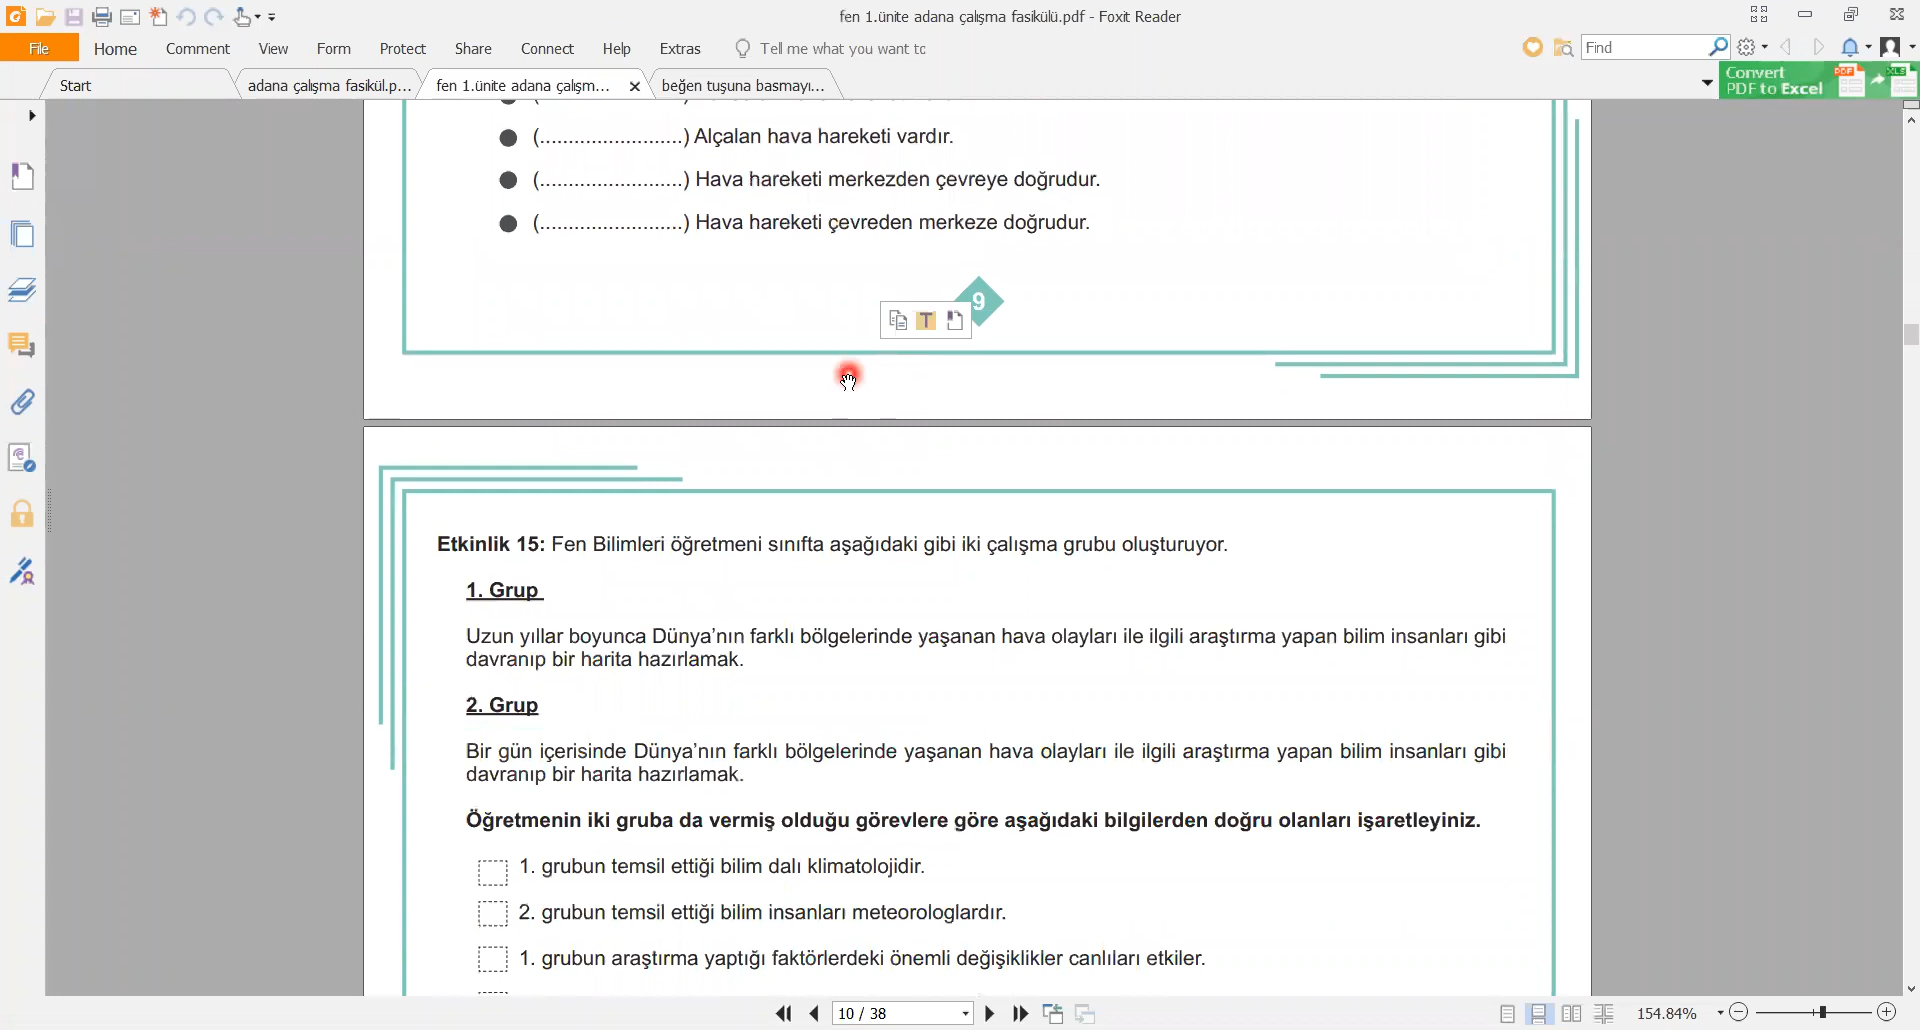 fen 1.ünite adana çalışma fasikülü.pdf - Foxit Reader
File Home Comment View Form Protect Share Connect Help Extras Tell me what you want to Find
Start adana çalışma fasikül.p... fen 1.ünite adana çalışm... beğen tuşuna basmayı...
Convert
PDF to Excel
PDF XLS
(.........................) Alçalan hava hareketi vardır.
(.........................) Hava hareketi merkezden çevreye doğrudur.
(.........................) Hava hareketi çevreden merkeze doğrudur.
9
T
Etkinlik 15: Fen Bilimleri öğretmeni sınıfta aşağıdaki gibi iki çalışma grubu oluşturuyor.
1. Grup
Uzun yıllar boyunca Dünya’nın farklı bölgelerinde yaşanan hava olayları ile ilgili araştırma yapan bilim insanları gibi
davranıp bir harita hazırlamak.
2. Grup
Bir gün içerisinde Dünya’nın farklı bölgelerinde yaşanan hava olayları ile ilgili araştırma yapan bilim insanları gibi
davranıp bir harita hazırlamak.
Öğretmenin iki gruba da vermiş olduğu görevlere göre aşağıdaki bilgilerden doğru olanları işaretleyiniz.
1. grubun temsil ettiği bilim dalı klimatolojidir.
2. grubun temsil ettiği bilim insanları meteorologlardır.
1. grubun araştırma yaptığı faktörlerdeki önemli değişiklikler canlıları etkiler.
10 / 38
154.84%